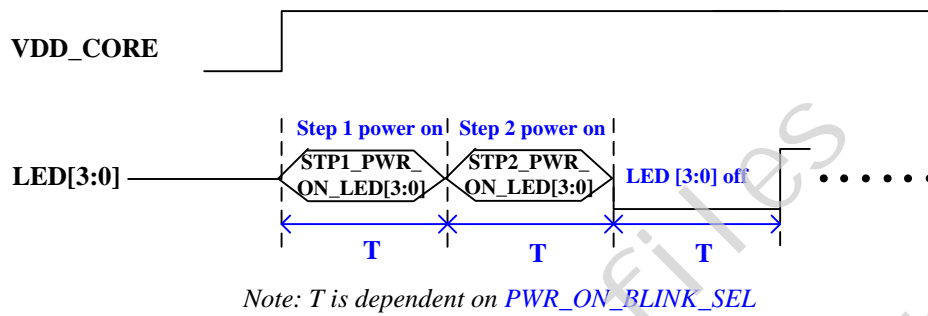 VDD_CORE
Step 1 power on
Step 2 power on
LED[3:0]
STP1_PWR_
ON_LED[3:0]
STP2_PWR_
ON_LED[3:0]
LED [3:0] off
T
T
T
Note: T is dependent on PWR_ON_BLINK_SEL
files